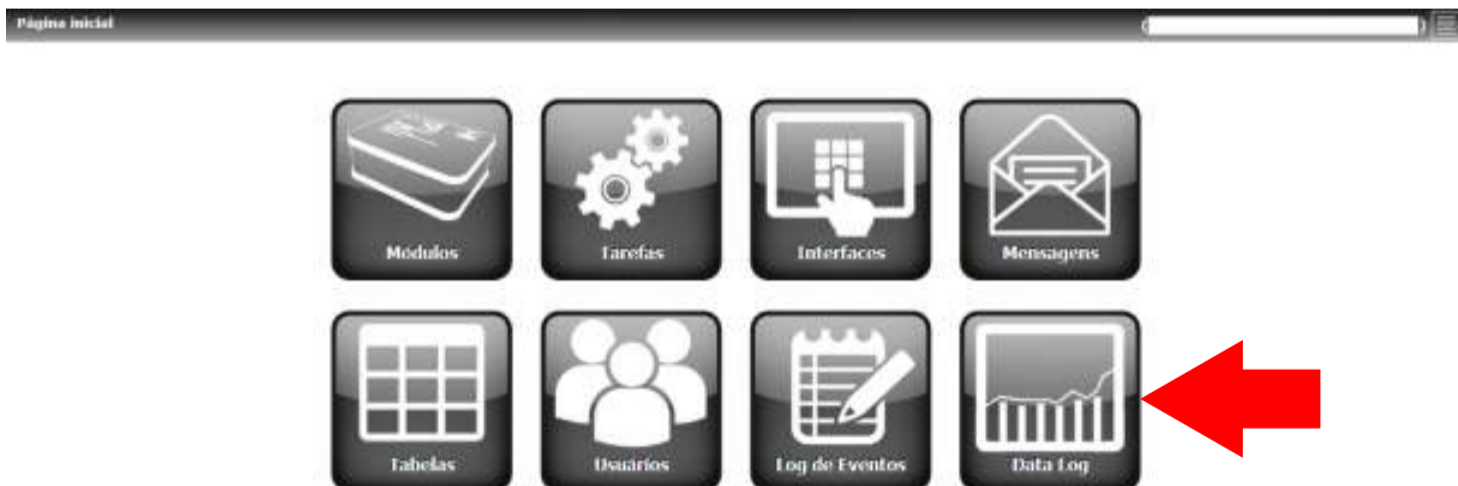 Página inicial
Módulos
Tarefas
Interfaces
Mensagens
Tabelas
Usuários
Log de Eventos
Data Log